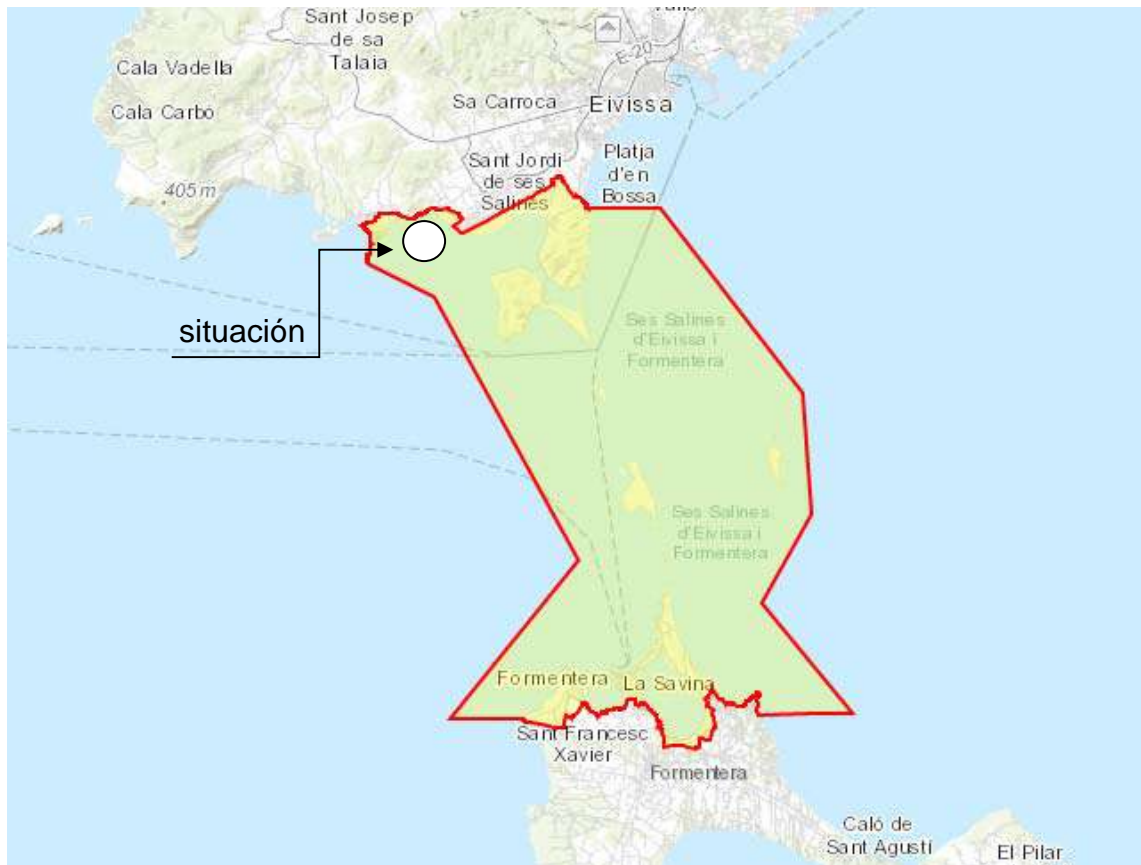 Sant Josep
de sa
Talaia
Cala Vadella
E-20
Cala Carbó
Sa Carroca
Eivissa
Sant Jordi
de ses
Salines
Platja
d'en
Bossa
405 m
situación
Ses Salines
d'Eivissa i
Formentera
Ses Salines
d'Eivissa i
Formentera
Formentera
La Savina
Sant Francesc
Xavier
Formentera
Caló de
Sant Agustí
El Pilar